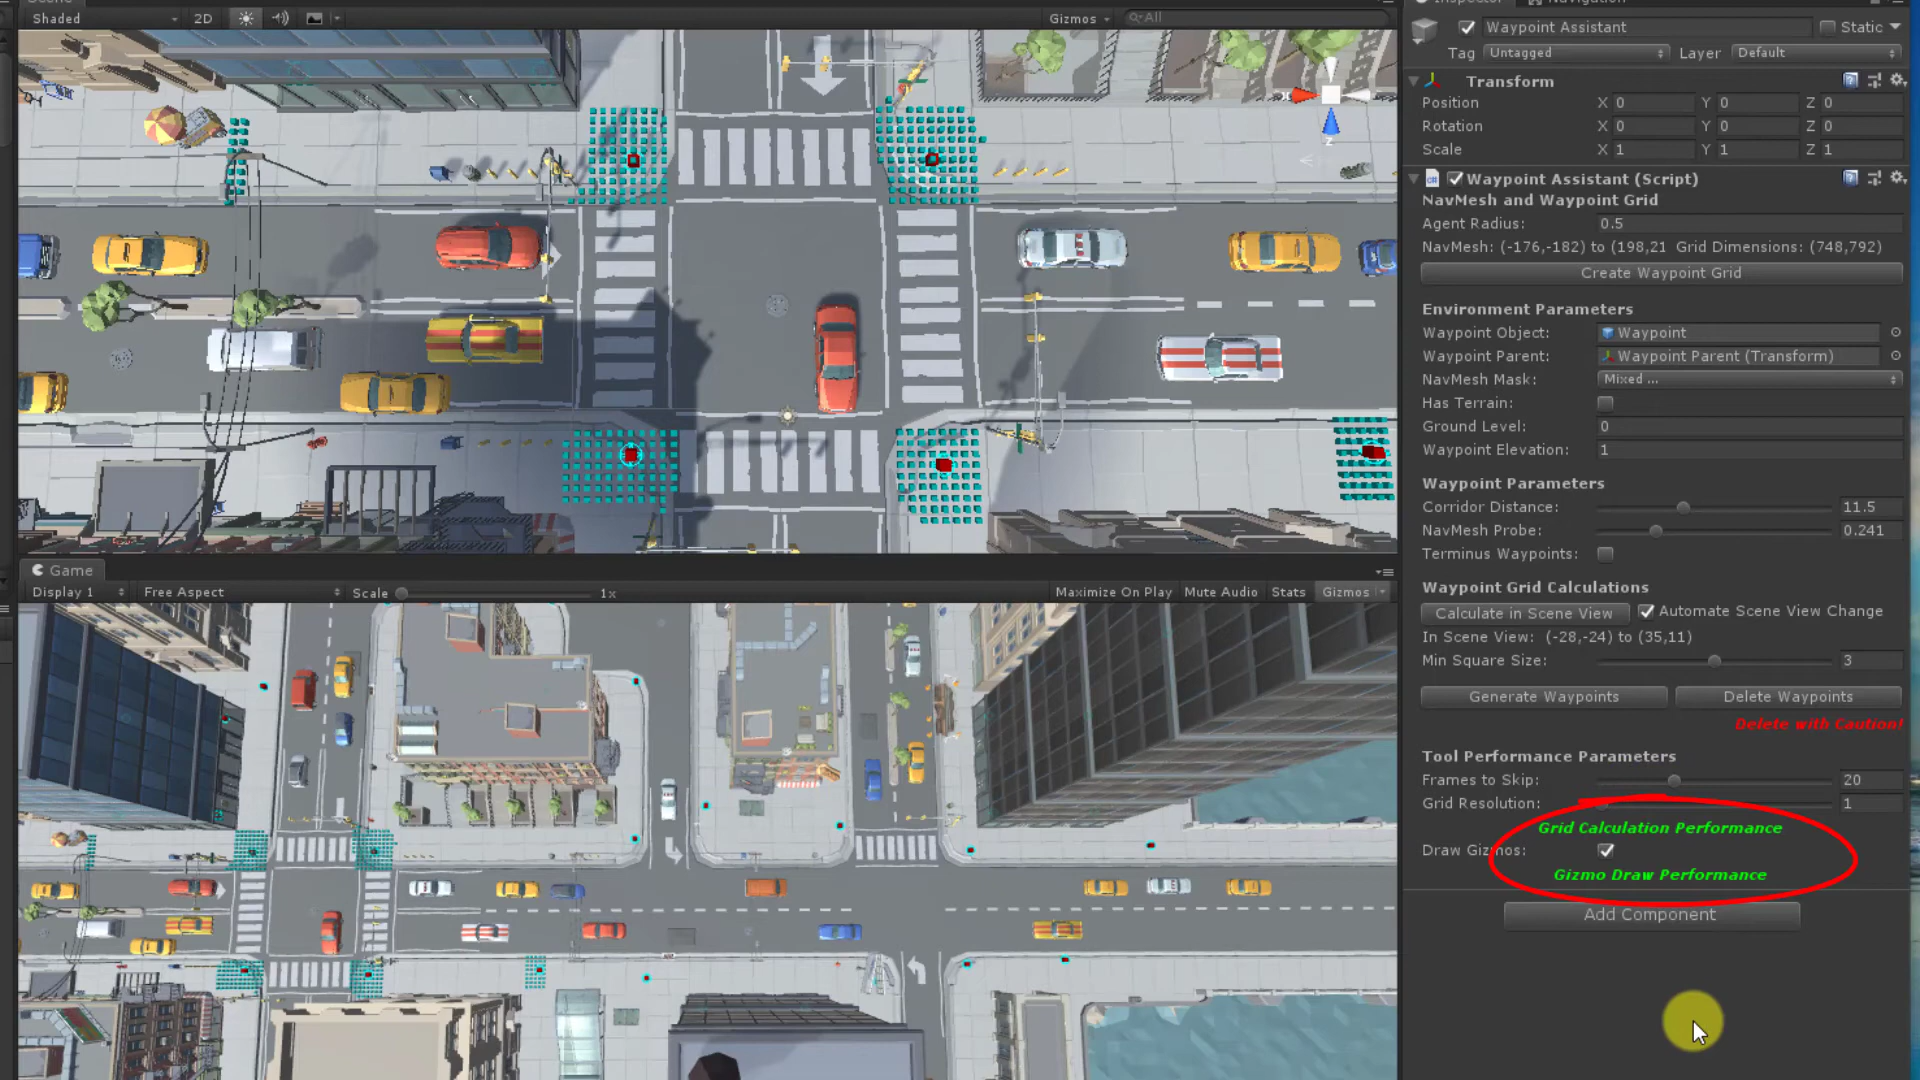 Scene
Inspector
Navigation
Shaded
2D
Gizmos
All
Waypoint Assistant
Static
Tag Untagged Layer Default
Transform
Position X 0 Y 0 Z 0
Rotation X 0 Y 0 Z 0
Scale X 1 Y 1 Z 1
Waypoint Assistant (Script)
NavMesh and Waypoint Grid
Agent Radius: 0.5
NavMesh: (-176,-182) to (198,21 Grid Dimensions: (748,792)
Create Waypoint Grid
Environment Parameters
Waypoint Object: Waypoint
Waypoint Parent: Waypoint Parent (Transform)
NavMesh Mask: Mixed ...
Has Terrain:
Ground Level: 0
Waypoint Elevation: 1
Waypoint Parameters
Corridor Distance: 11.5
NavMesh Probe: 0.241
Terminus Waypoints:
Waypoint Grid Calculations
Calculate in Scene View Automate Scene View Change
In Scene View: (-28,-24) to (35,11)
Min Square Size: 3
Generate Waypoints Delete Waypoints
Delete with Caution!
Tool Performance Parameters
Frames to Skip: 20
Grid Resolution: 1
Grid Calculation Performance
Draw Gizmos:
Gizmo Draw Performance
Add Component
z
Game
Display 1 Free Aspect Scale 1x Maximize On Play Mute Audio Stats Gizmos